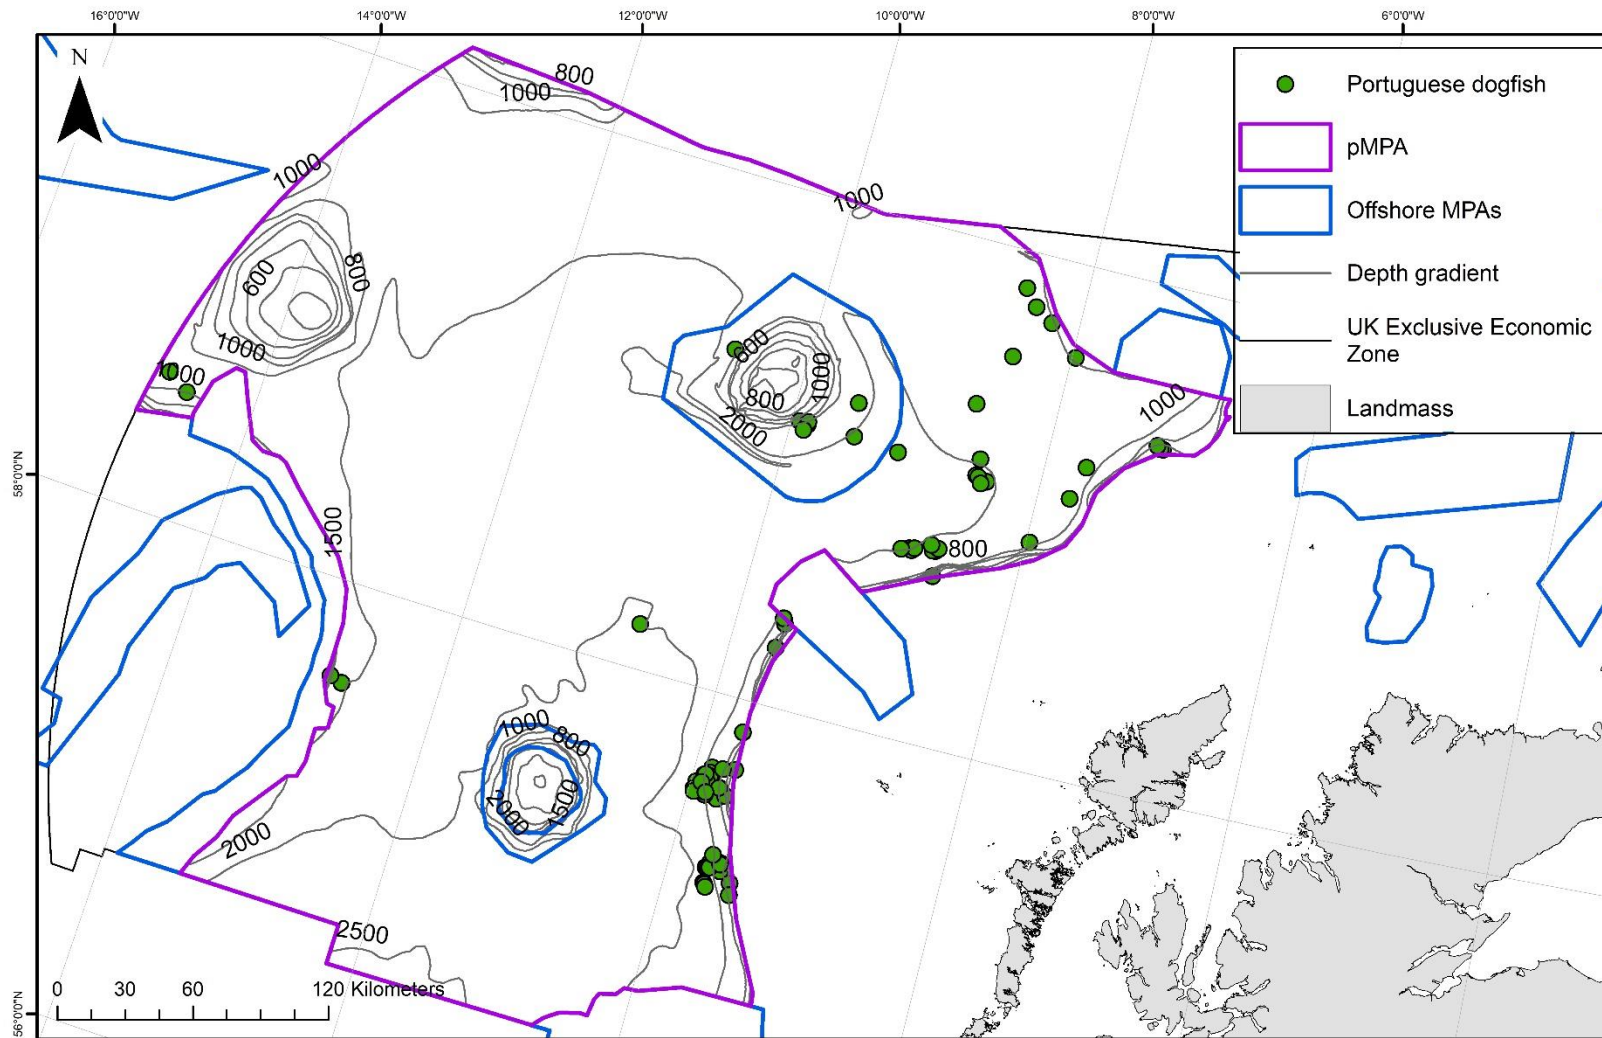 16°0'0"W
14°0'0"W
12°0'0"W
10°0'0"W
8°0'0"W
6°0'0"W
N
800
1000
1000
1000
600
800
1000
1000
600
1000
800
2000
1000
800
1500
1000
800
2000
1500
2000
2500
58°0'0"N
56°0'0"N
0 30 60 120 Kilometers
Portuguese dogfish
pMPA
Offshore MPAs
Depth gradient
UK Exclusive Economic
Zone
Landmass